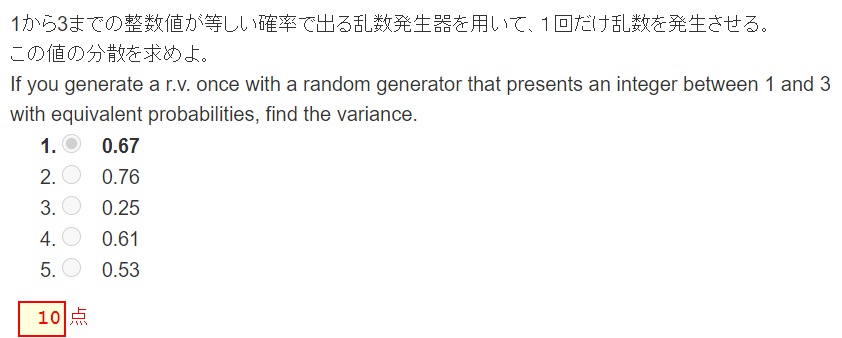 1から3までの整数値が等しい確率で出る乱数発生器を用いて、１回だけ乱数を発生させる。
この値の分散を求めよ。
If you generate a r.v. once with a random generator that presents an integer between 1 and 3
with equivalent probabilities, find the variance.
1. 0.67
2. 0.76
3. 0.25
4. 0.61
5. 0.53
10 点